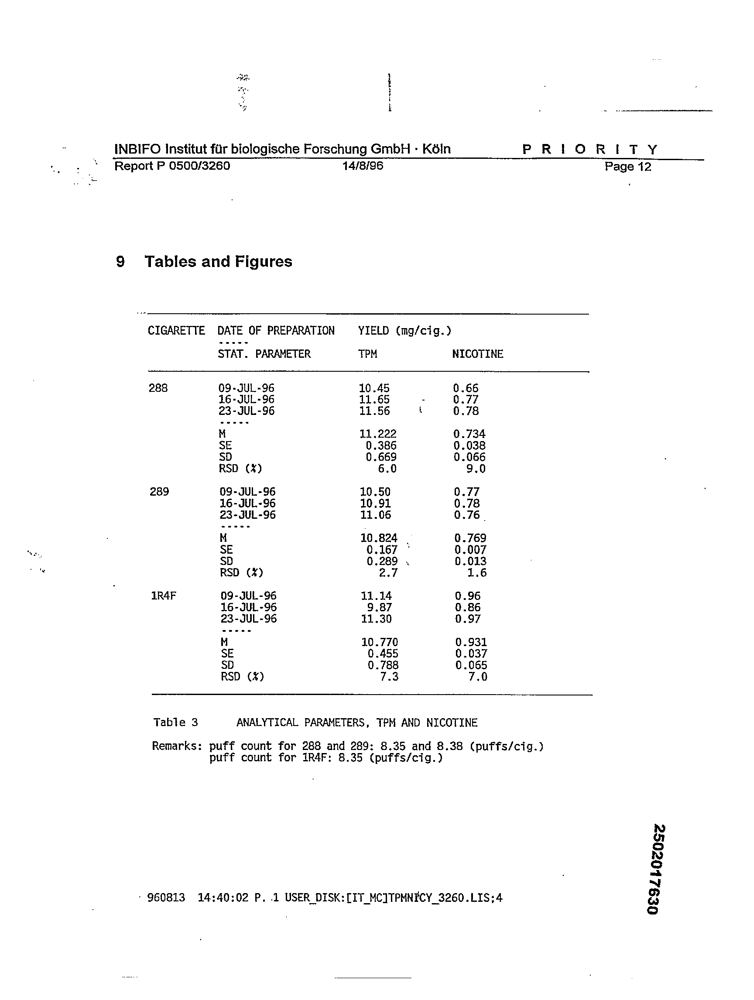 INBIFO Institut für biologische Forschung GmbH · Köln P R I O R I T Y
Report P 0500/3260 14/8/96 Page 12
9 Tables and Figures
CIGARETTE DATE OF PREPARATION YIELD (mg/cig.)
-----
STAT. PARAMETER TPM NICOTINE
288 09-JUL-96 10.45 0.66
16-JUL-96 11.65 0.77
23-JUL-96 11.56 0.78
-----
M 11.222 0.734
SE 0.386 0.038
SD 0.669 0.066
RSD (%) 6.0 9.0
289 09-JUL-96 10.50 0.77
16-JUL-96 10.91 0.78
23-JUL-96 11.06 0.76
-----
M 10.824 0.769
SE 0.167 0.007
SD 0.289 0.013
RSD (%) 2.7 1.6
1R4F 09-JUL-96 11.14 0.96
16-JUL-96 9.87 0.86
23-JUL-96 11.30 0.97
-----
M 10.770 0.931
SE 0.455 0.037
SD 0.788 0.065
RSD (%) 7.3 7.0
Table 3 ANALYTICAL PARAMETERS, TPM AND NICOTINE
Remarks: puff count for 288 and 289: 8.35 and 8.38 (puffs/cig.)
puff count for 1R4F: 8.35 (puffs/cig.)
2502017630
960813 14:40:02 P. 1 USER_DISK:[IT_MC]TPMNICY_3260.LIS;4